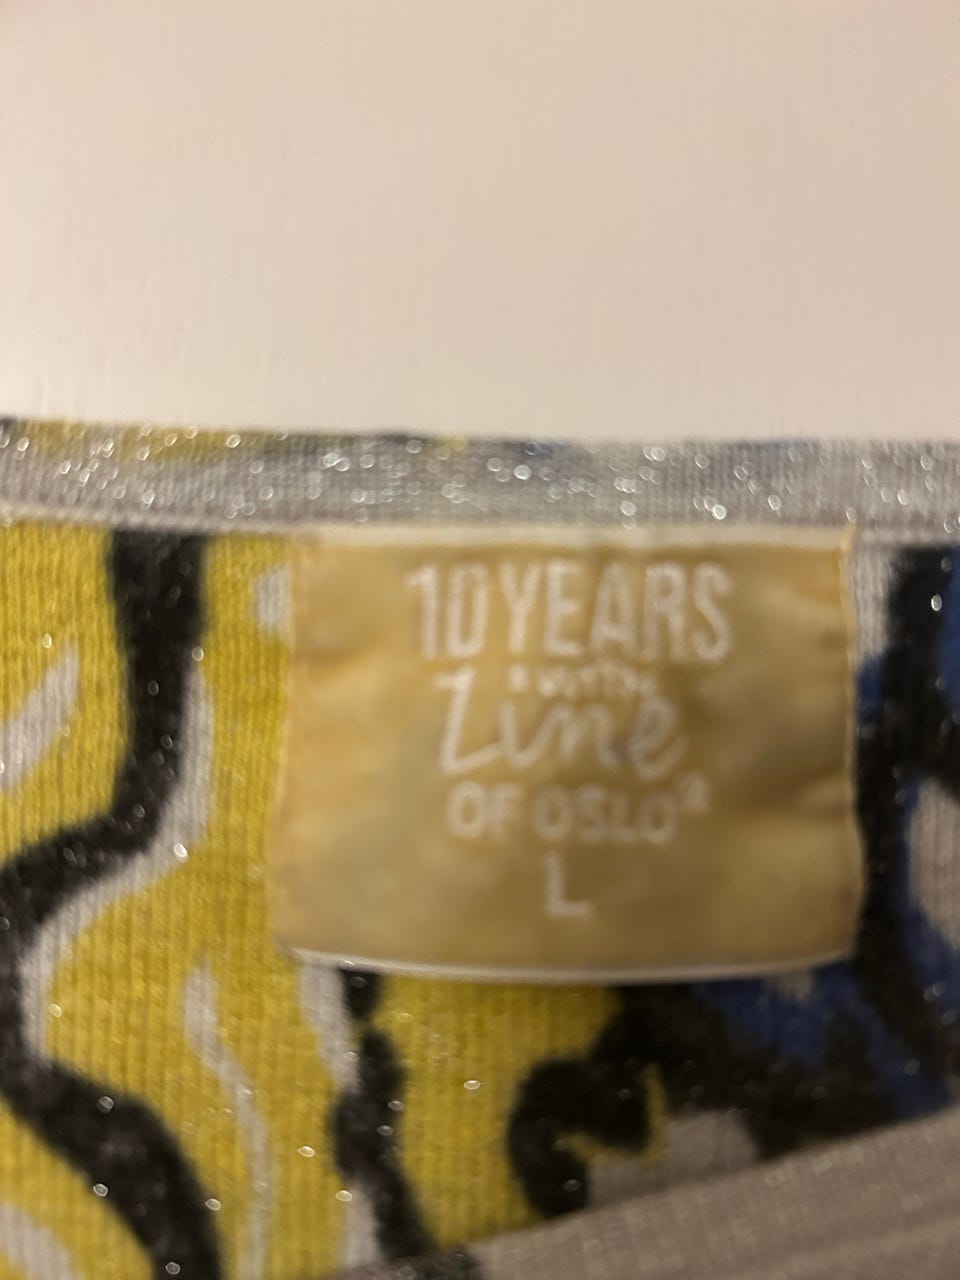 10 YEARS
Line
OF OSLO
L